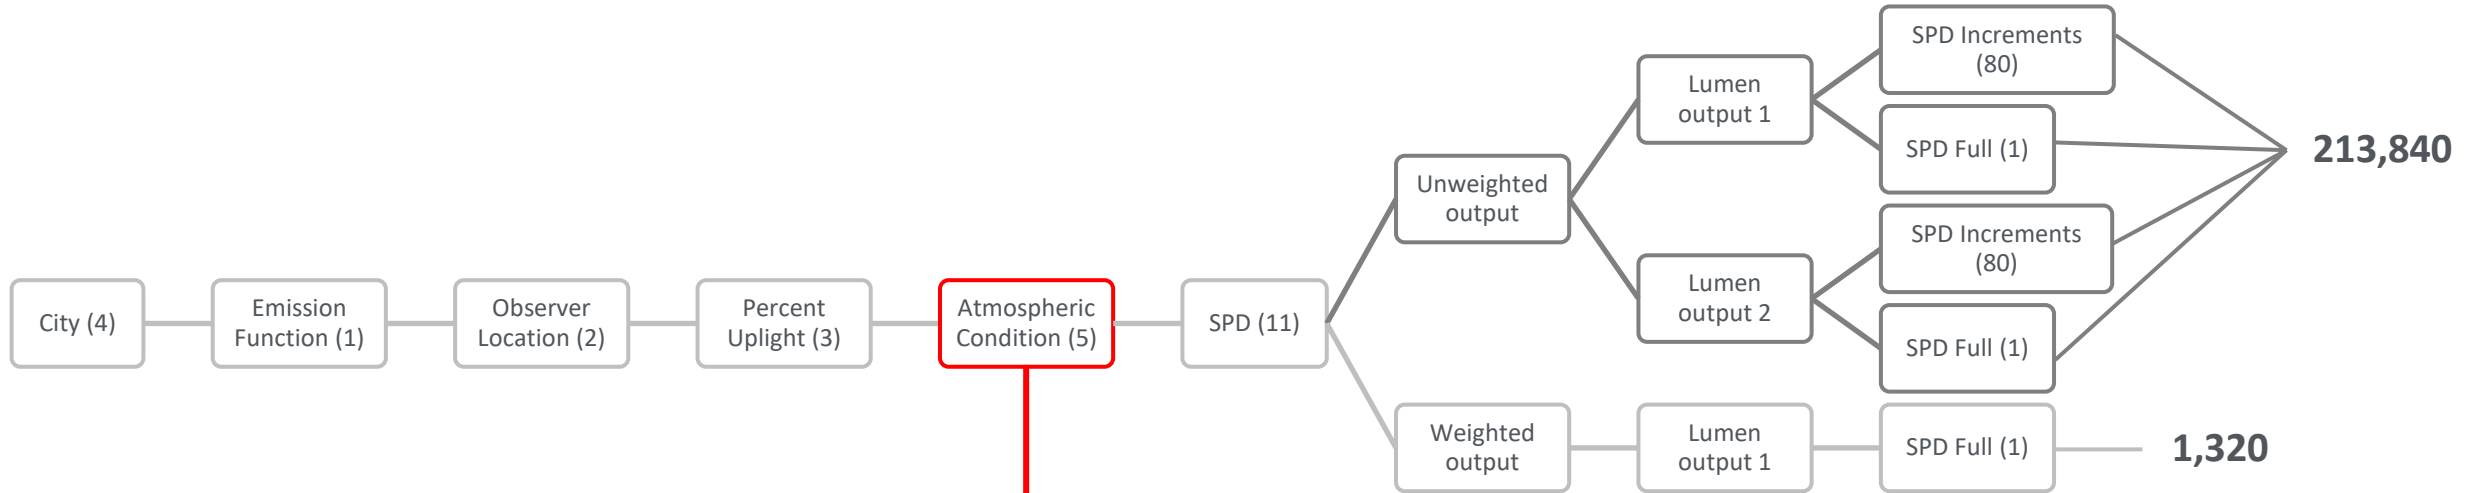 City (4)
Emission
Function (1)
Observer
Location (2)
Percent
Uplight (3)
Atmospheric
Condition (5)
SPD (11)
Unweighted
output
Lumen
output 1
SPD Increments
(80)
SPD Full (1)
Lumen
output 2
SPD Increments
(80)
SPD Full (1)
213,840
Weighted
output
Lumen
output 1
SPD Full (1)
1,320